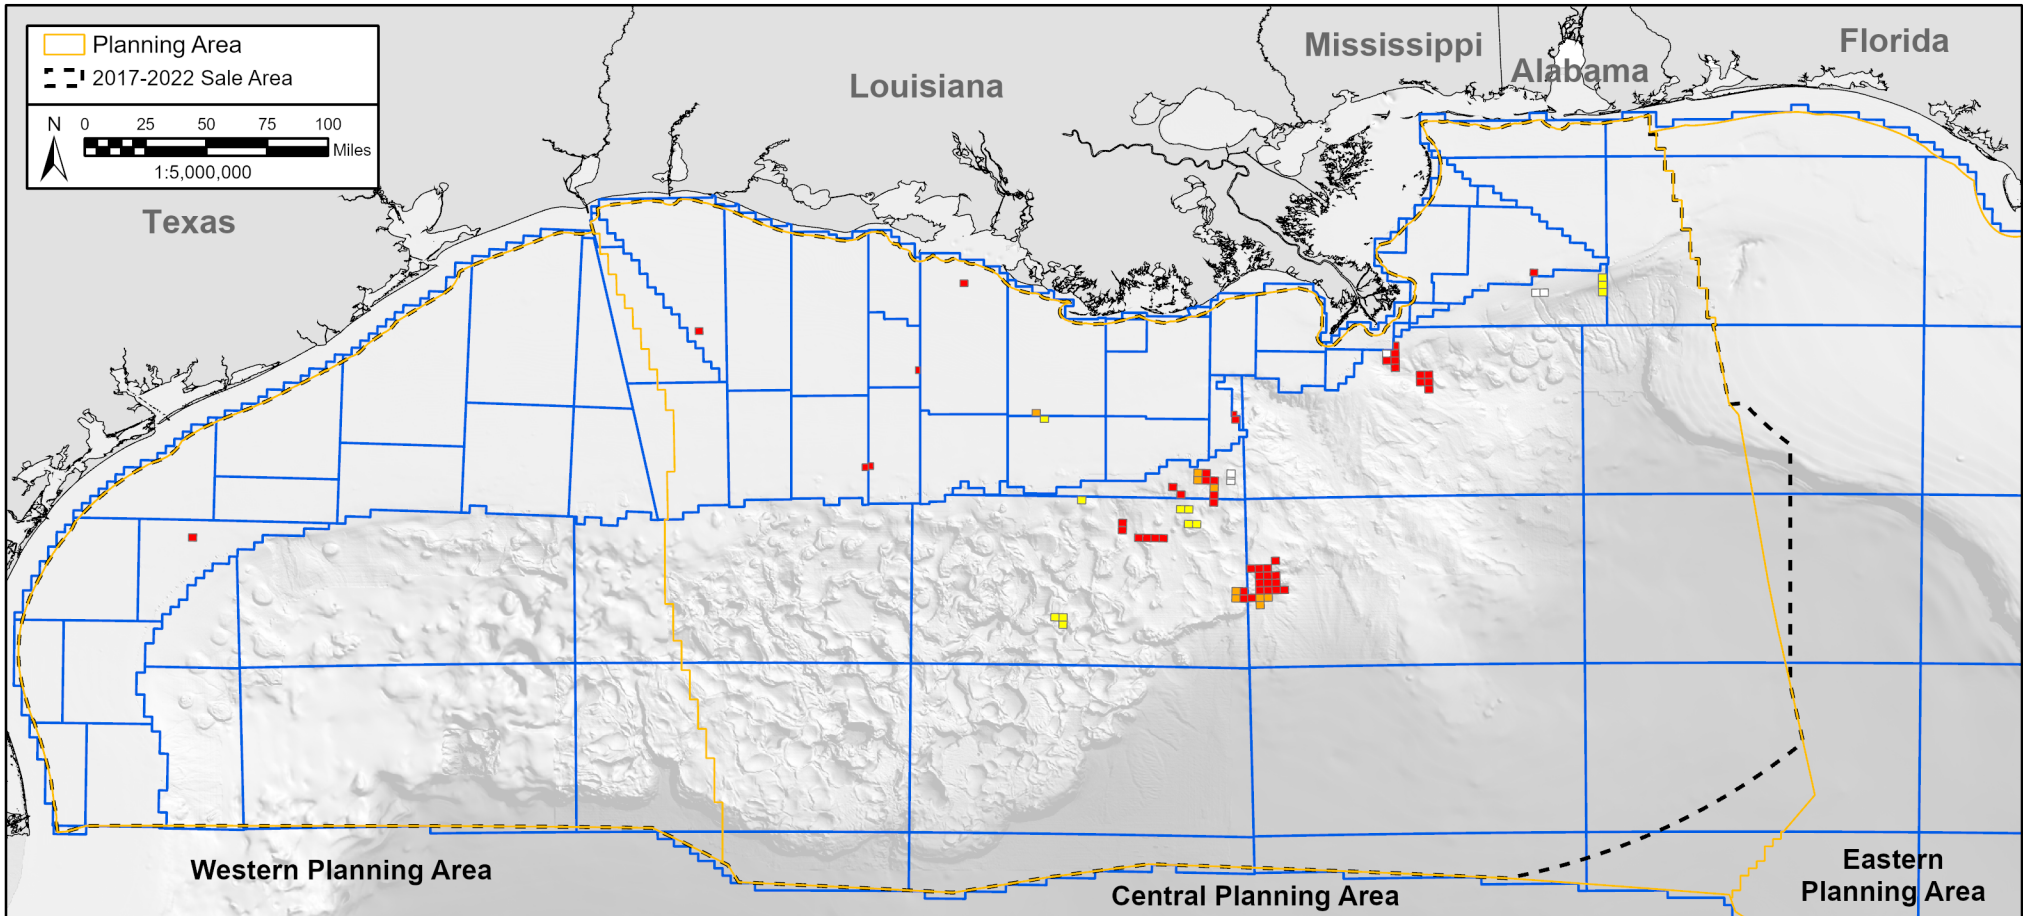 Planning Area
2017-2022 Sale Area
N 0 25 50 75 100
Miles
1:5,000,000
Texas
Louisiana
Mississippi
Alabama
Florida
Western Planning Area
Central Planning Area
Eastern
Planning Area